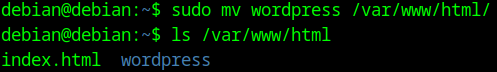 debian@debian:~$ sudo mv wordpress /var/www/html/
debian@debian:~$ ls /var/www/html
index.html  wordpress